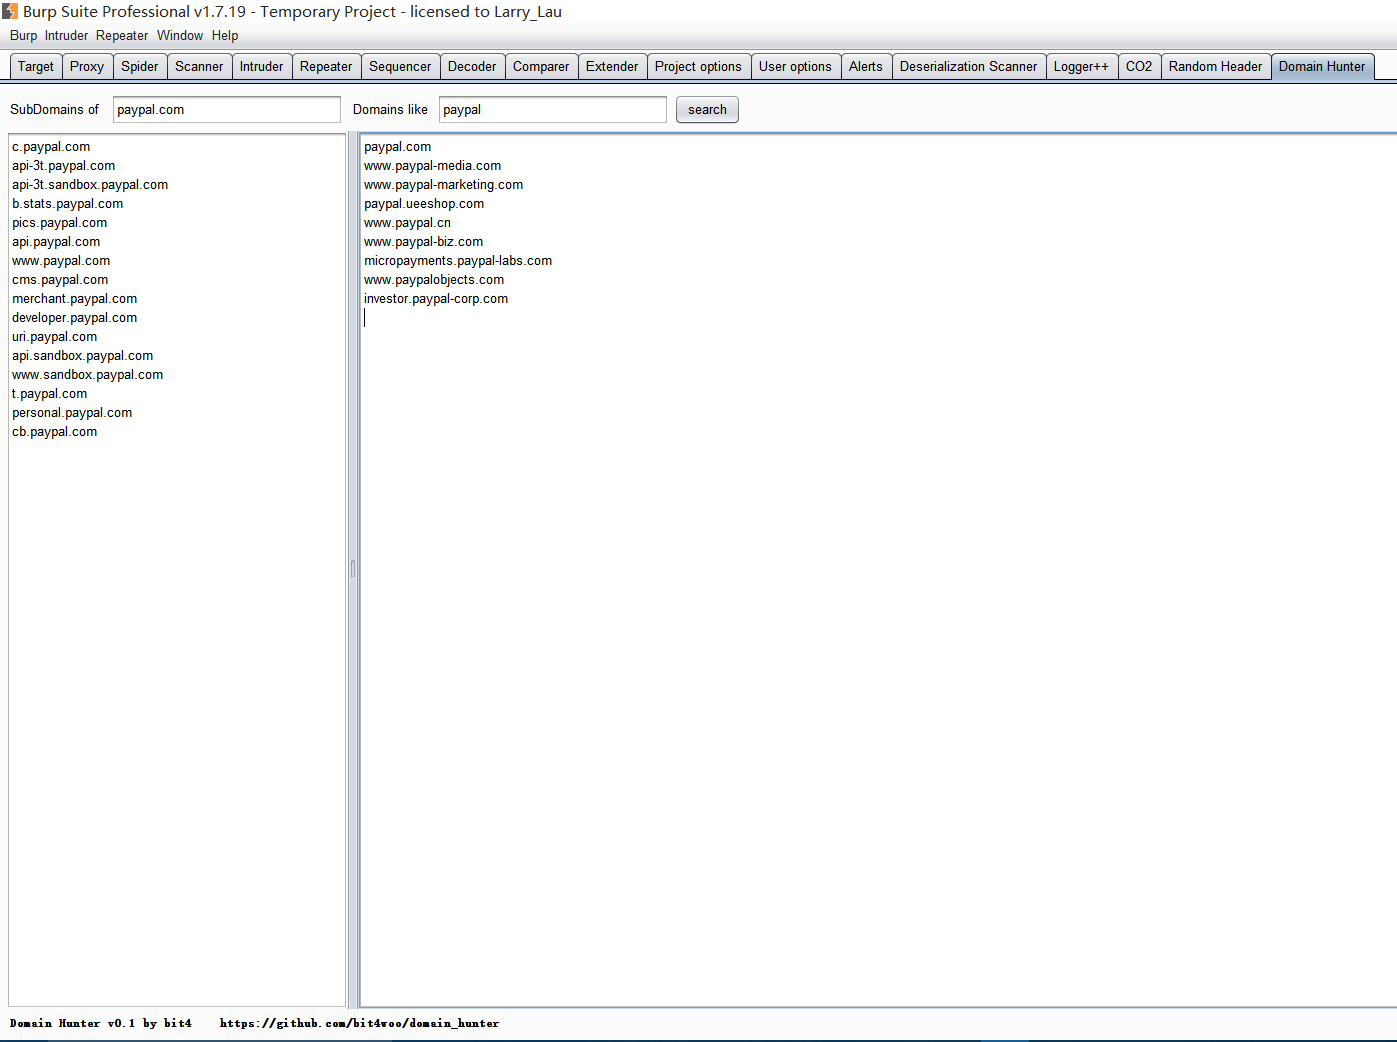 Burp Suite Professional v1.7.19 - Temporary Project - licensed to Larry_Lau
Burp Intruder Repeater Window Help
Target Proxy Spider Scanner Intruder Repeater Sequencer Decoder Comparer Extender Project options User options Alerts Deserialization Scanner Logger++ CO2 Random Header Domain Hunter
SubDomains of paypal.com Domains like paypal search
c.paypal.com
api-3t.paypal.com
api-3t.sandbox.paypal.com
b.stats.paypal.com
pics.paypal.com
api.paypal.com
www.paypal.com
cms.paypal.com
merchant.paypal.com
developer.paypal.com
uri.paypal.com
api.sandbox.paypal.com
www.sandbox.paypal.com
t.paypal.com
personal.paypal.com
cb.paypal.com
paypal.com
www.paypal-media.com
www.paypal-marketing.com
paypal.ueeshop.com
www.paypal.cn
www.paypal-biz.com
micropayments.paypal-labs.com
www.paypalobjects.com
investor.paypal-corp.com
Domain Hunter v0.1 by bit4 https://github.com/bit4woo/domain_hunter